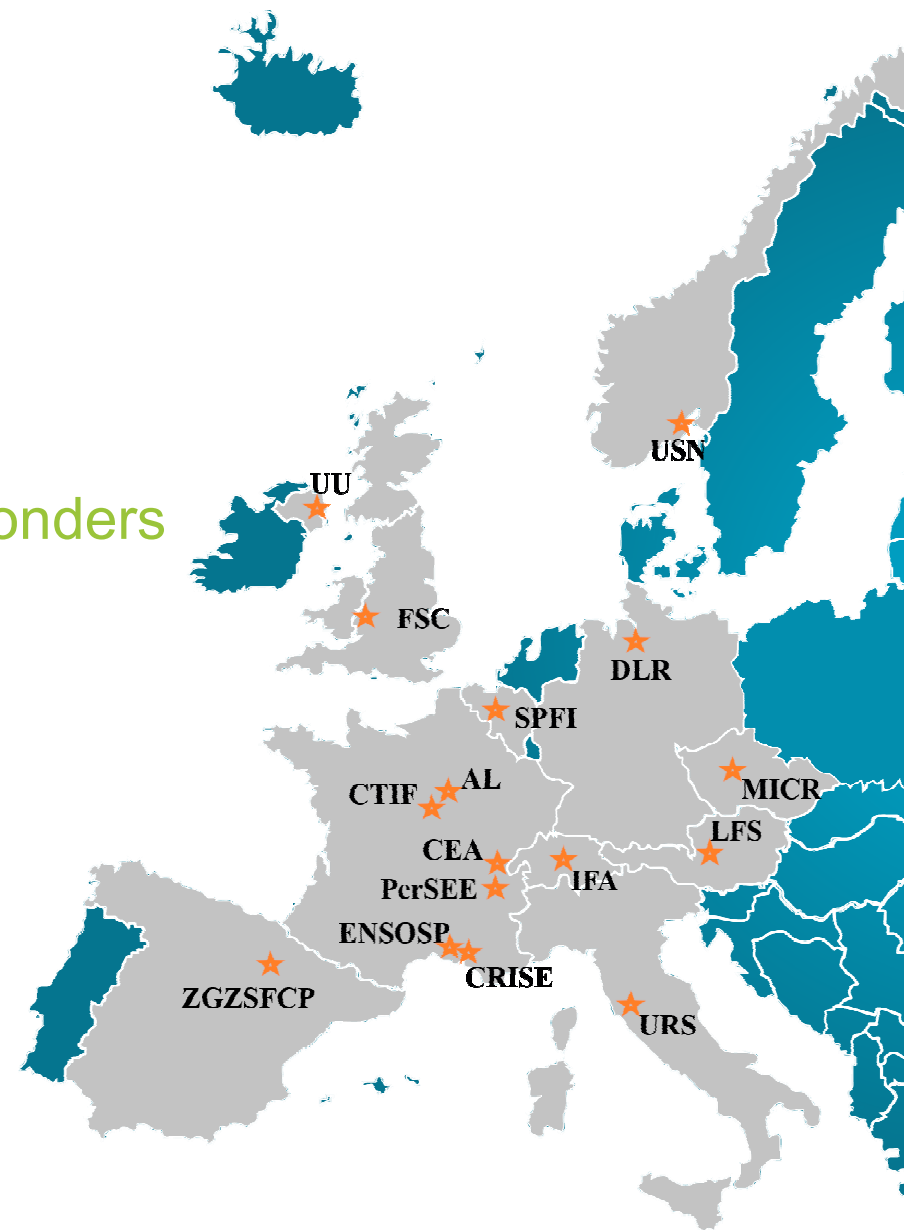 USN
UU
onders
FSC
DLR
SPFI
AL
MICR
CTIF
LFS
CEA
IFA
PcrSEE
ENSOSP
CRISE
ZGZSFCP
URS